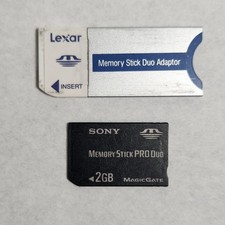 Lexar
Memory Stick Duo Adaptor
INSERT
SONY
MEMORY STICK PRO DUO
2GB
MAGICGATE